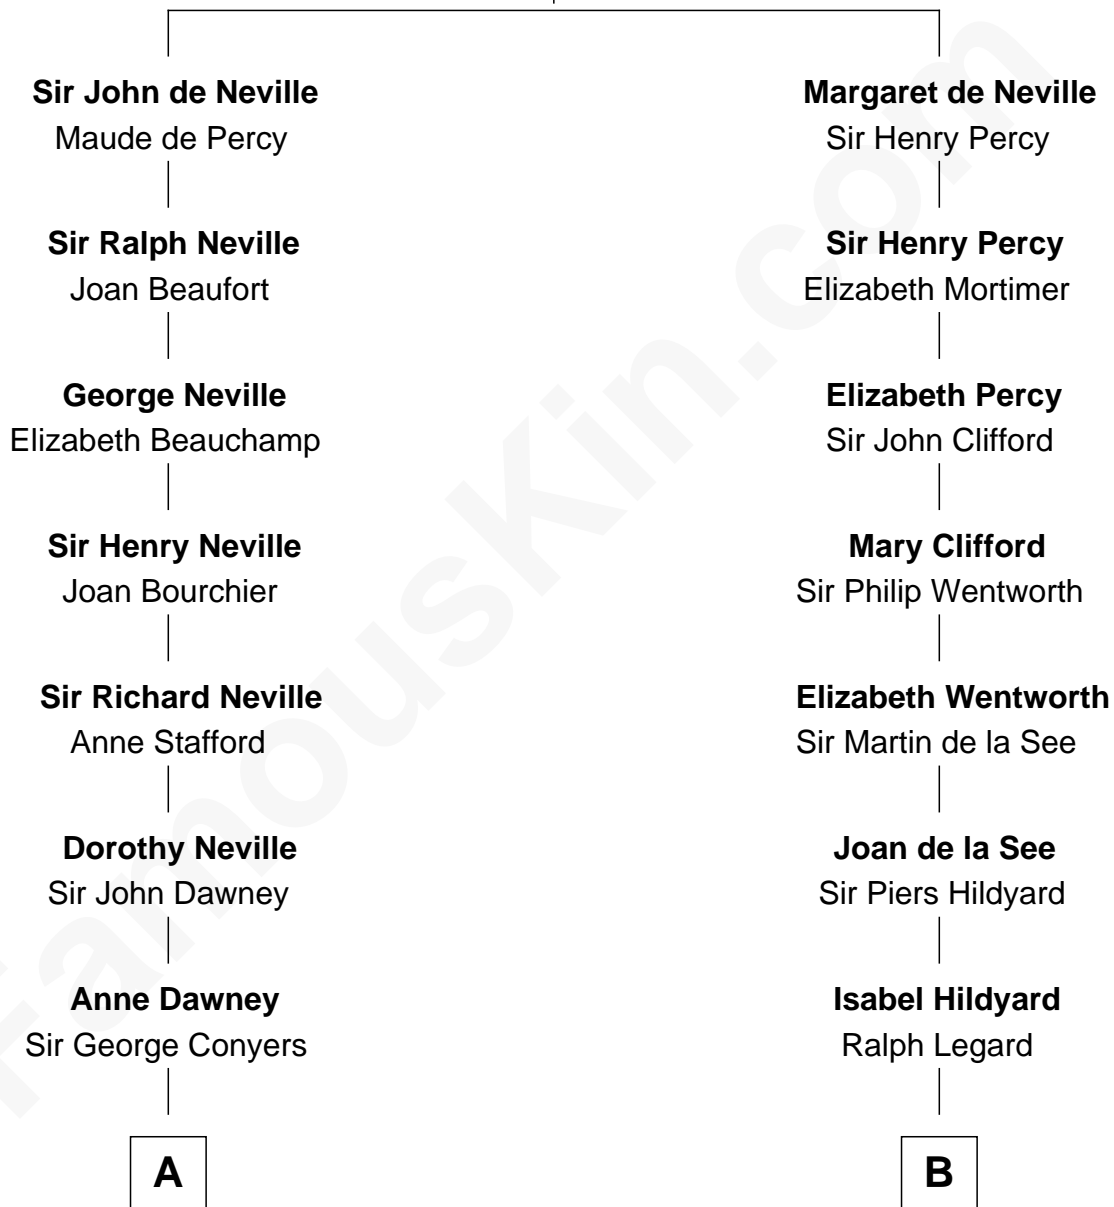 Sir John de Neville
Maude de Percy
Sir Ralph Neville
Joan Beaufort
George Neville
Elizabeth Beauchamp
Sir Henry Neville
Joan Bourchier
Sir Richard Neville
Anne Stafford
Dorothy Neville
Sir John Dawney
Anne Dawney
Sir George Conyers
A
Margaret de Neville
Sir Henry Percy
Sir Henry Percy
Elizabeth Mortimer
Elizabeth Percy
Sir John Clifford
Mary Clifford
Sir Philip Wentworth
Elizabeth Wentworth
Sir Martin de la See
Joan de la See
Sir Piers Hildyard
Isabel Hildyard
Ralph Legard
B
FamousKin.com